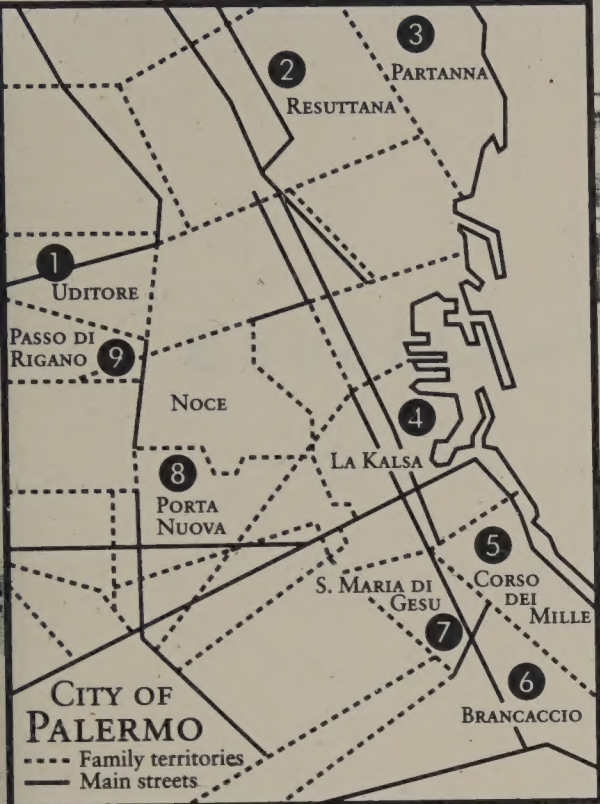 3
PARTANNA
2
RESUTTANA
1
UDITORE
PASSO DI
RIGANO 9
NOCE
4
LA KALSA
8
PORTA
NUOVA
5
CORSO
DEI
MILLE
S. MARIA DI
GESU
7
6
BRANCACCIO
CITY OF
PALERMO
Family territories
Main streets